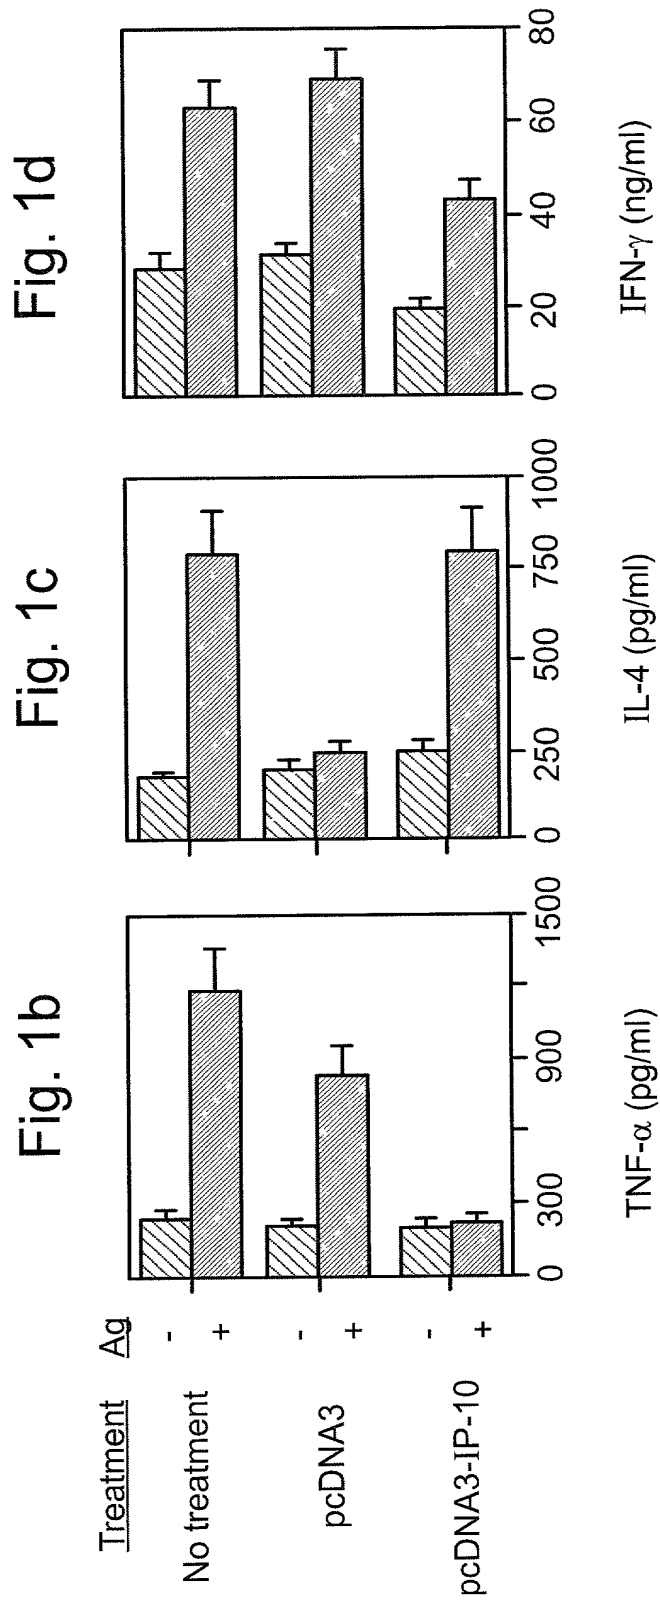 Fig. 1b
Fig. 1c
Fig. 1d
Treatment Ag
No treatment
-
+
pcDNA3
-
+
pcDNA3-IP-10
-
+
0 300 900 1500
TNF-α (pg/ml)
0 250 500 750 1000
IL-4 (pg/ml)
0 20 40 60 80
IFN-γ (ng/ml)